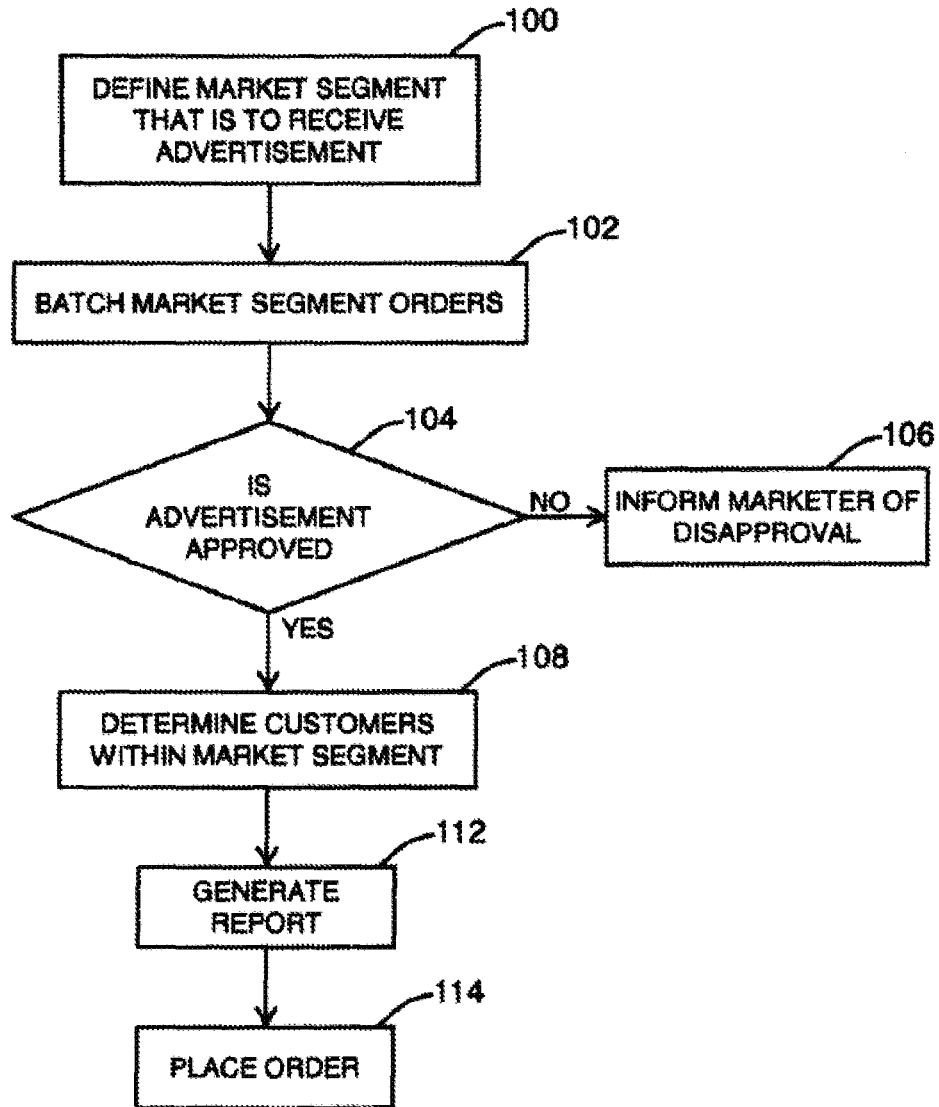 100
DEFINE MARKET SEGMENT
THAT IS TO RECEIVE
ADVERTISEMENT
102
BATCH MARKET SEGMENT ORDERS
104
IS
ADVERTISEMENT
APPROVED
NO
106
INFORM MARKETER OF
DISAPPROVAL
YES
108
DETERMINE CUSTOMERS
WITHIN MARKET SEGMENT
112
GENERATE
REPORT
114
PLACE ORDER